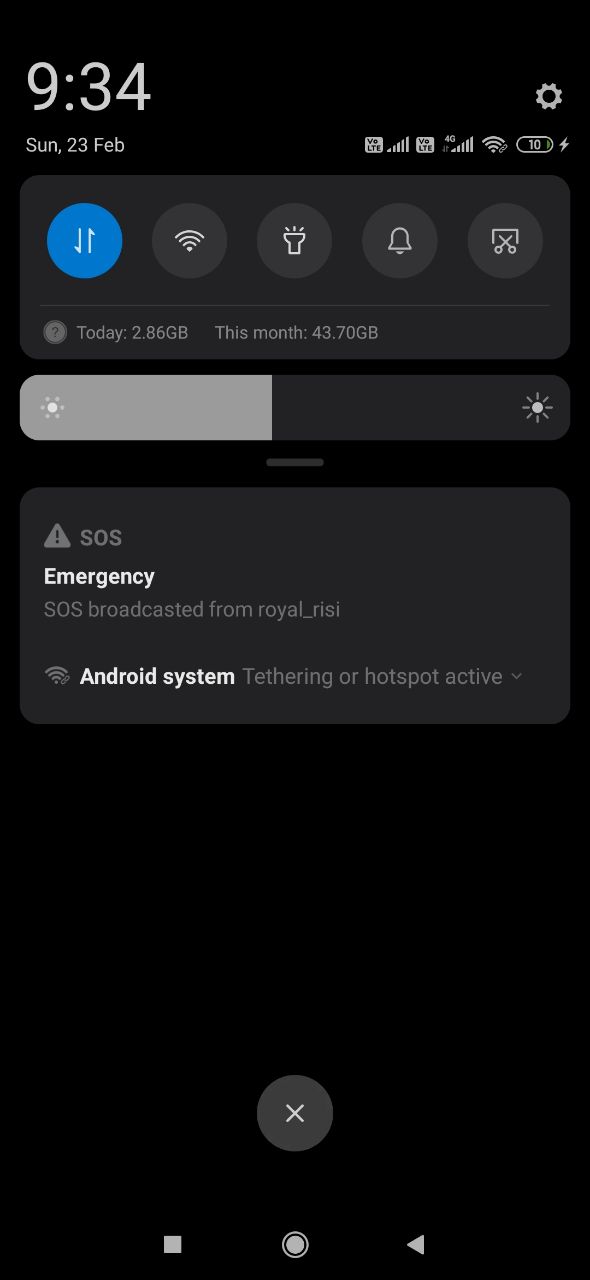 9:34
Sun, 23 Feb
Vo LTE Vo LTE 4G 10
? Today: 2.86GB This month: 43.70GB
SOS
Emergency
SOS broadcasted from royal_risi
Android system Tethering or hotspot active